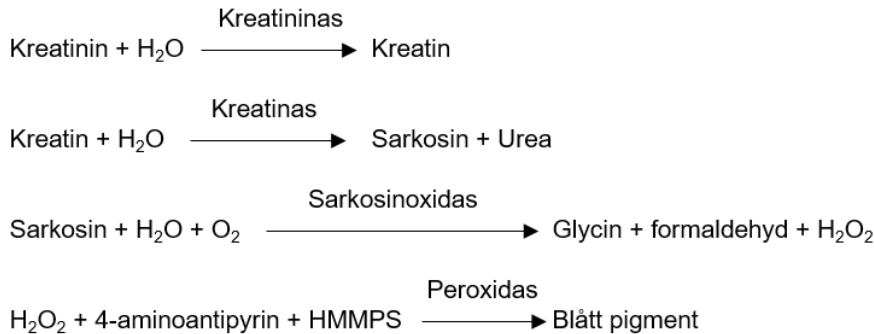 Kreatininas
Kreatinin + H₂O → Kreatin
Kreatinas
Kreatin + H₂O → Sarkosin + Urea
Sarkosinoxidas
Sarkosin + H₂O + O₂ → Glycin + formaldehyd + H₂O₂
Peroxidas
H₂O₂ + 4-aminoantipyrin + HMMPS → Blått pigment